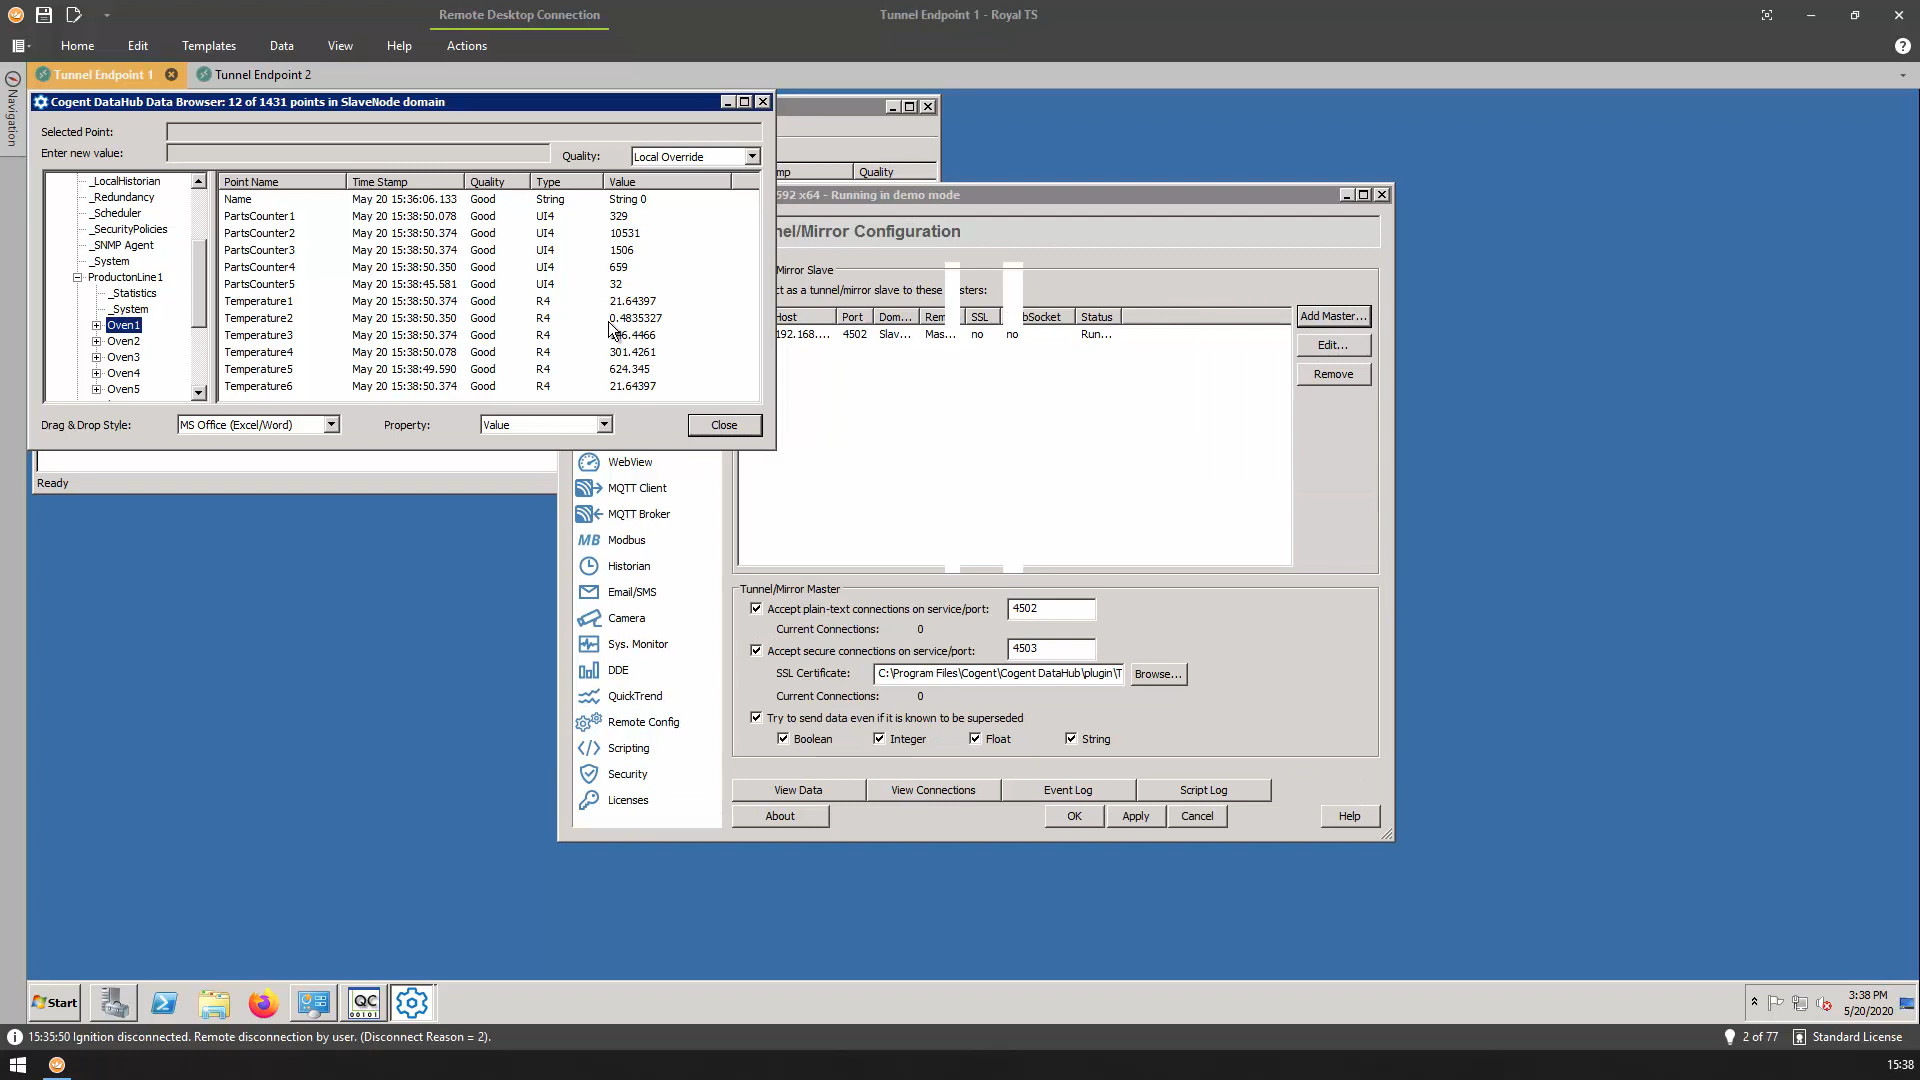 Remote Desktop Connection
Tunnel Endpoint 1 - Royal TS
Home Edit Templates Data View Help Actions
Navigation
Tunnel Endpoint 1 Tunnel Endpoint 2
Cogent DataHub Data Browser: 12 of 1431 points in SlaveNode domain
Selected Point:
Enter new value: Quality: Local Override
_LocalHistorian
_Redundancy
_Scheduler
_SecurityPolicies
_SNMP Agent
_System
ProductonLine1
_Statistics
_System
Oven1
Oven2
Oven3
Oven4
Oven5
Point Name Time Stamp Quality Type Value
Name May 20 15:36:06.133 Good String String 0
PartsCounter1 May 20 15:38:50.078 Good UI4 329
PartsCounter2 May 20 15:38:50.374 Good UI4 10531
PartsCounter3 May 20 15:38:50.374 Good UI4 1506
PartsCounter4 May 20 15:38:50.350 Good UI4 659
PartsCounter5 May 20 15:38:45.581 Good UI4 32
Temperature1 May 20 15:38:50.374 Good R4 21.64397
Temperature2 May 20 15:38:50.350 Good R4 0.4835327
Temperature3 May 20 15:38:50.374 Good R4
Temperature4 May 20 15:38:50.078 Good R4 301.4261
Temperature5 May 20 15:38:49.590 Good R4 624.345
Temperature6 May 20 15:38:50.374 Good R4 21.64397
Drag & Drop Style: MS Office (Excel/Word) Property: Value Close
Ready
mp Quality
592 x64 - Running in demo mode
nel/Mirror Configuration
Mirror Slave
ct as a tunnel/mirror slave to these sters:
Host Port Dom... Rem SSL bSocket Status
192.168.... 4502 Slav... Mas... no no Run...
Add Master...
Edit...
Remove
WebView
MQTT Client
MQTT Broker
MB Modbus
Historian
Email/SMS
Camera
Sys. Monitor
DDE
QuickTrend
Remote Config
Scripting
Security
Licenses
Tunnel/Mirror Master
Accept plain-text connections on service/port: 4502
Current Connections: 0
Accept secure connections on service/port: 4503
SSL Certificate: C:\Program Files\Cogent\Cogent DataHub\plugin\T Browse...
Current Connections: 0
Try to send data even if it is known to be superseded
Boolean Integer Float String
View Data View Connections Event Log Script Log
About OK Apply Cancel Help
Start
QC
00101
3:38 PM
5/20/2020
15:35:50 Ignition disconnected. Remote disconnection by user. (Disconnect Reason = 2).
2 of 77 Standard License
15:38